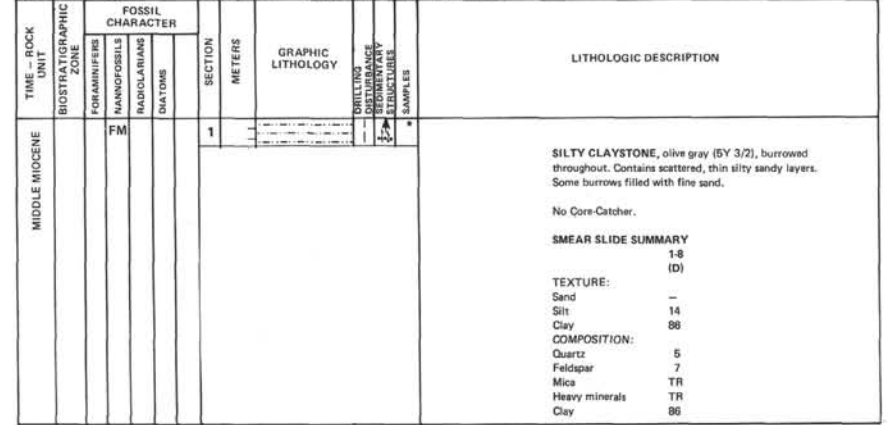 TIME – ROCK
UNIT
BIOSTRATIGRAPHIC
ZONE
FOSSIL
CHARACTER
FORAMINIFERS
NANNOFOSSILS
RADIOLARIANS
DIATOMS
SECTION
METERS
GRAPHIC
LITHOLOGY
DRILLING
DISTURBANCE
SEDIMENTARY
STRUCTURES
SAMPLES
LITHOLOGIC DESCRIPTION
MIDDLE MIOCENE
FM
1
*
SILTY CLAYSTONE, olive gray (5Y 3/2), burrowed
throughout. Contains scattered, thin silty sandy layers.
Some burrows filled with fine sand.
No Core-Catcher.
SMEAR SLIDE SUMMARY
1-8
(D)
TEXTURE:
Sand –
Silt 14
Clay 86
COMPOSITION:
Quartz 5
Feldspar 7
Mica TR
Heavy minerals TR
Clay 86